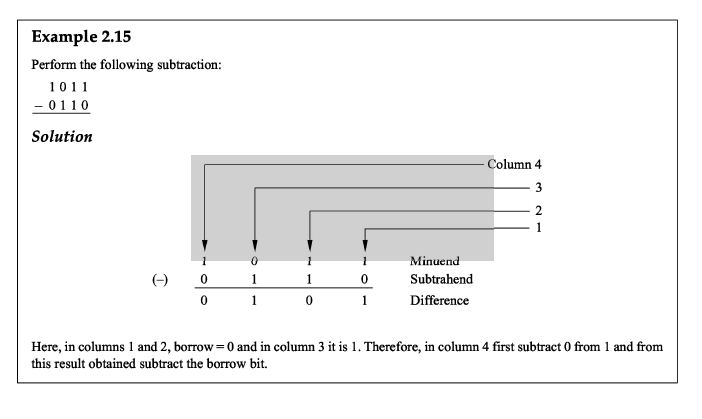 Example 2.15
Perform the following subtraction:
1 0 1 1
– 0 1 1 0
Solution
Column 4
3
2
1
1 0 1 1 Minuend
(–) 0 1 1 0 Subtrahend
0 1 0 1 Difference
Here, in columns 1 and 2, borrow = 0 and in column 3 it is 1. Therefore, in column 4 first subtract 0 from 1 and from
this result obtained subtract the borrow bit.